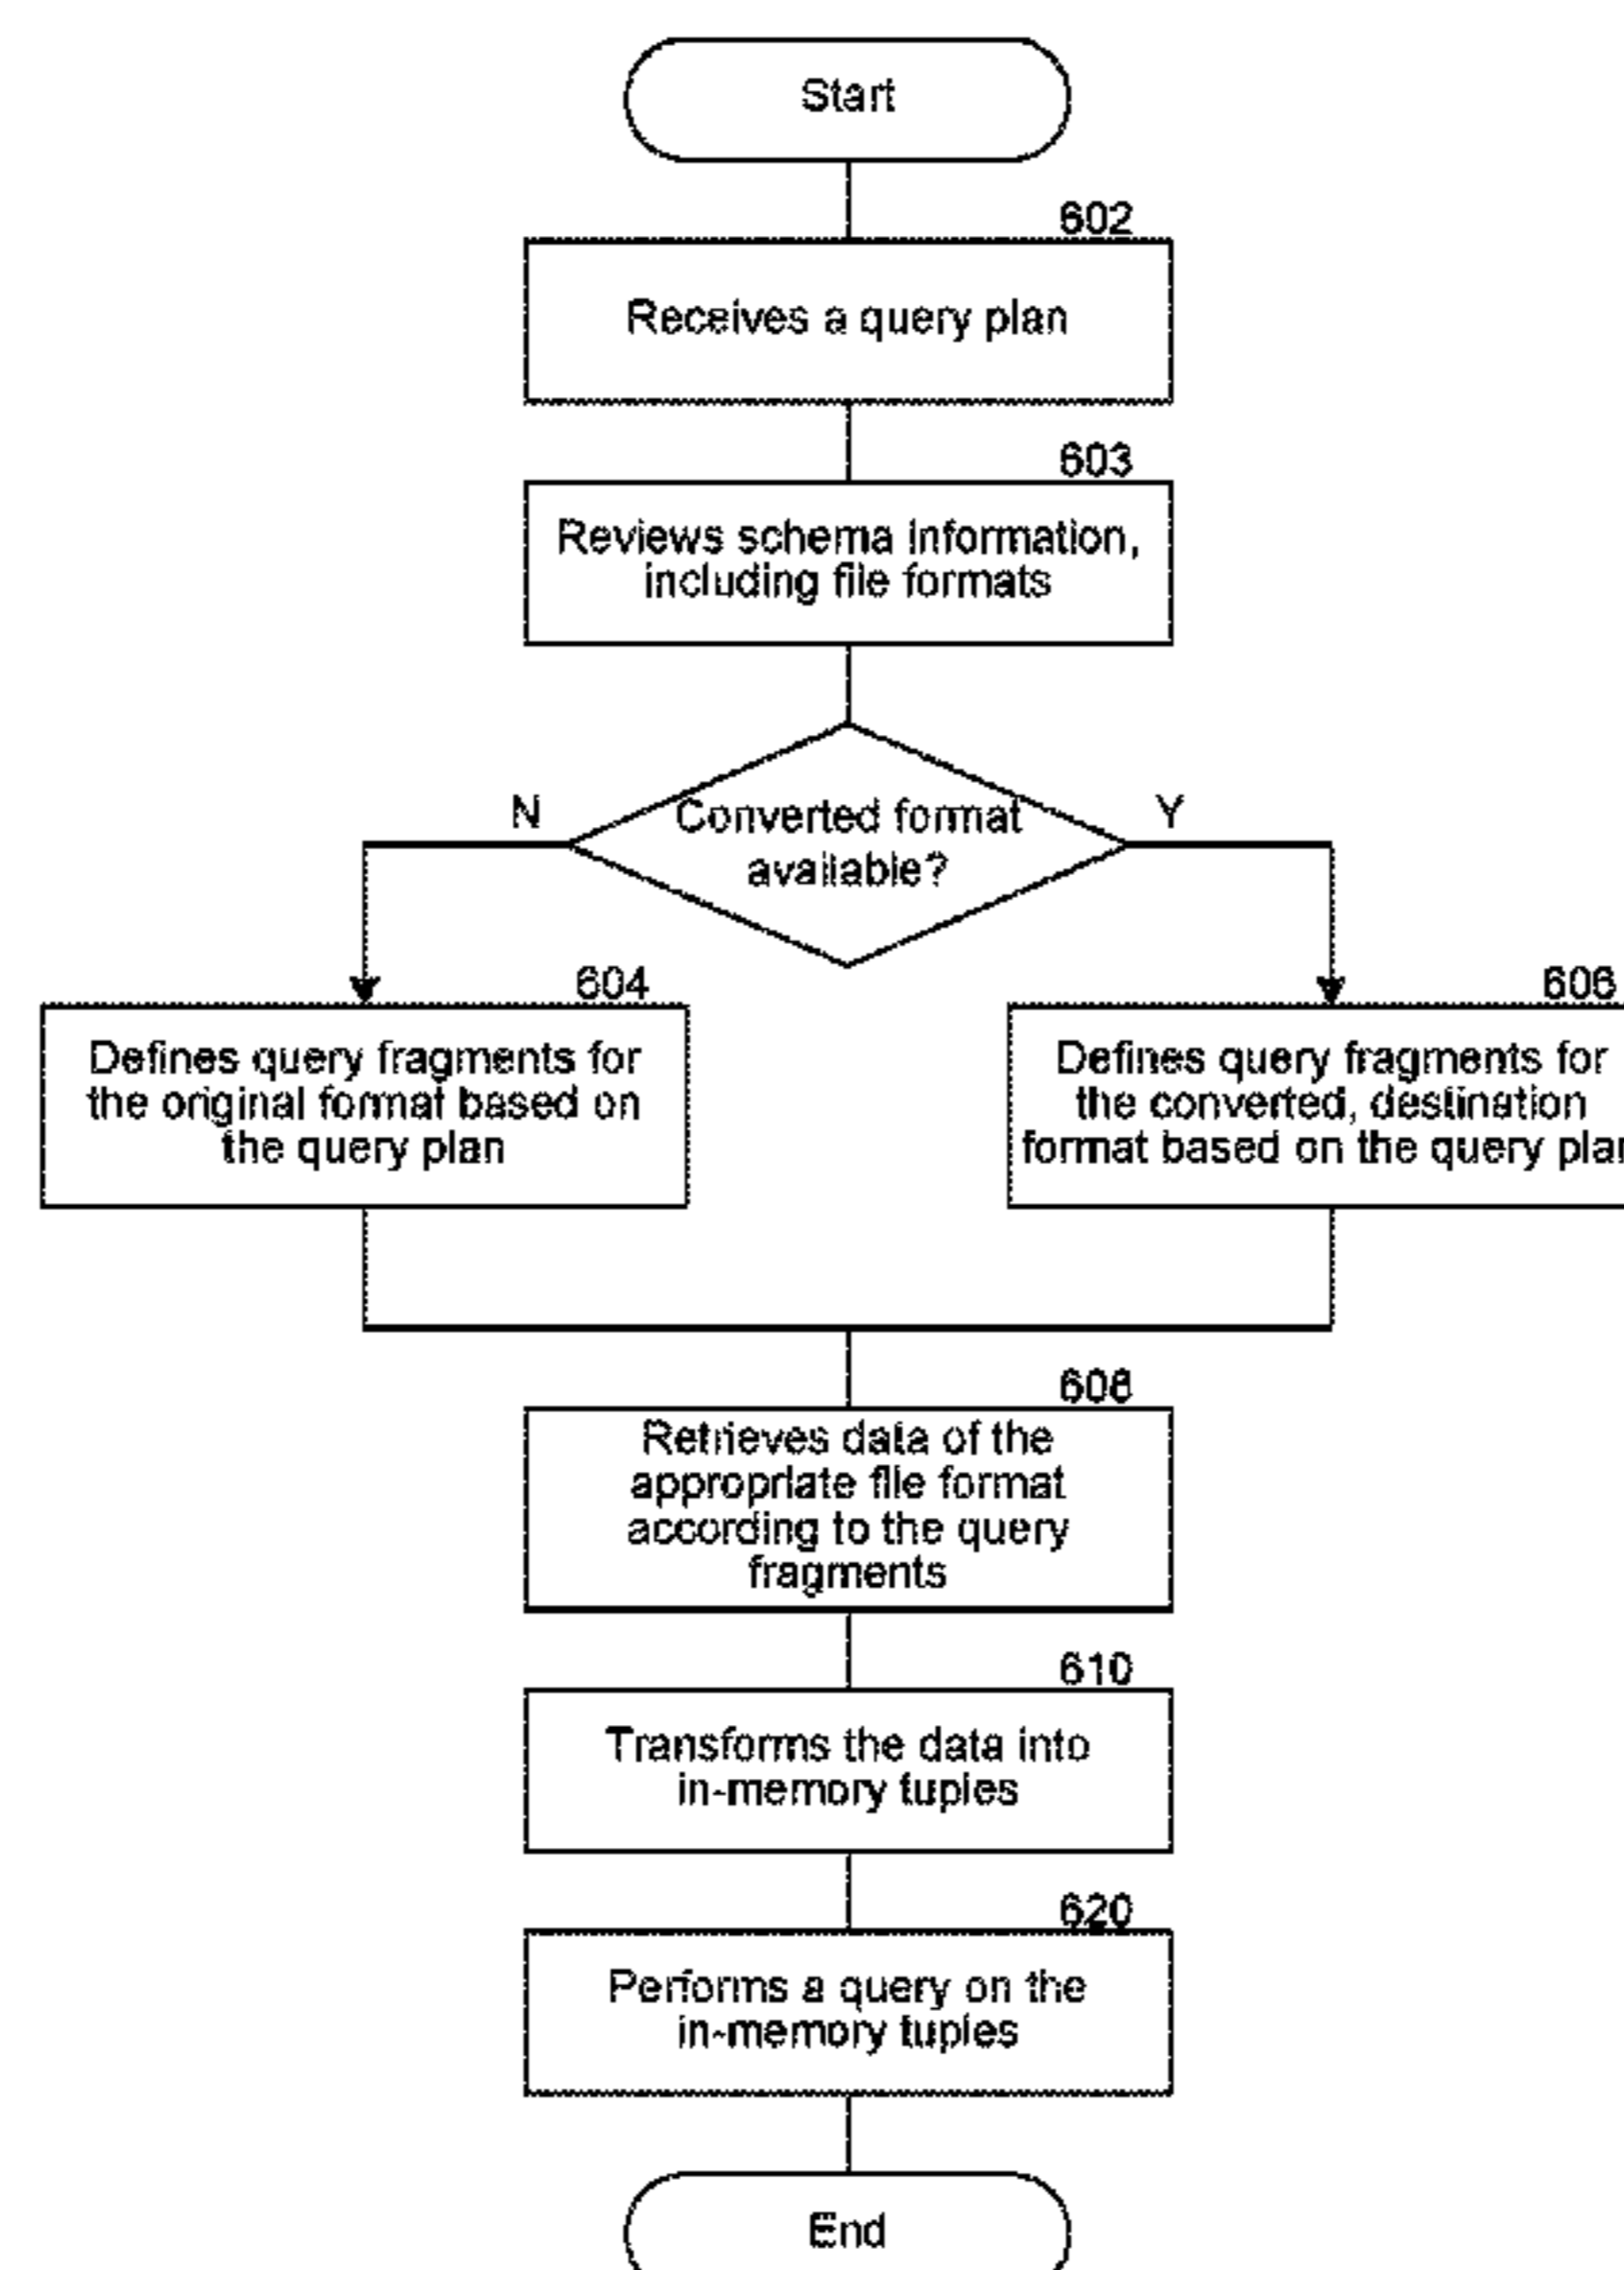 Start
602
Receives a query plan
603
Reviews schema information,
including file formats
Converted format
available?
N
Y
604
Defines query fragments for
the original format based on
the query plan
606
Defines query fragments for
the converted, destination
format based on the query plan
608
Retrieves data of the
appropriate file format
according to the query
fragments
610
Transforms the data into
in-memory tuples
620
Performs a query on the
in-memory tuples
End